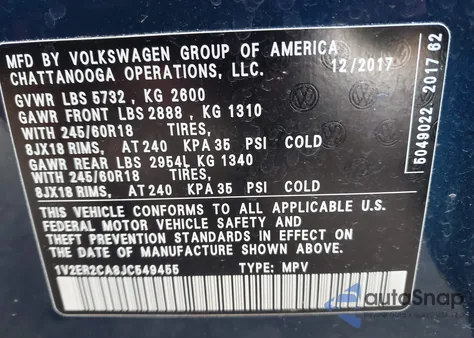 MFD BY VOLKSWAGEN GROUP OF AMERICA
CHATTANOOGA OPERATIONS, LLC. 12/2017
GVWR LBS 5732 , KG 2600
GAWR FRONT LBS 2888 , KG 1310
WITH 245/60R18 TIRES,
8JX18 RIMS, AT 240 KPA 35 PSI COLD
GAWR REAR LBS 2954L KG 1340
WITH 245/60R18 TIRES,
8JX18 RIMS, AT 240 KPA 35 PSI COLD
THIS VEHICLE CONFORMS TO ALL APPLICABLE U.S.
FEDERAL MOTOR VEHICLE SAFETY AND
THEFT PREVENTION STANDARDS IN EFFECT ON THE
DATE OF MANUFACTURE SHOWN ABOVE.
1V2ER2CA8JC549455 TYPE: MPV
5049022 2017 62
autoSnap